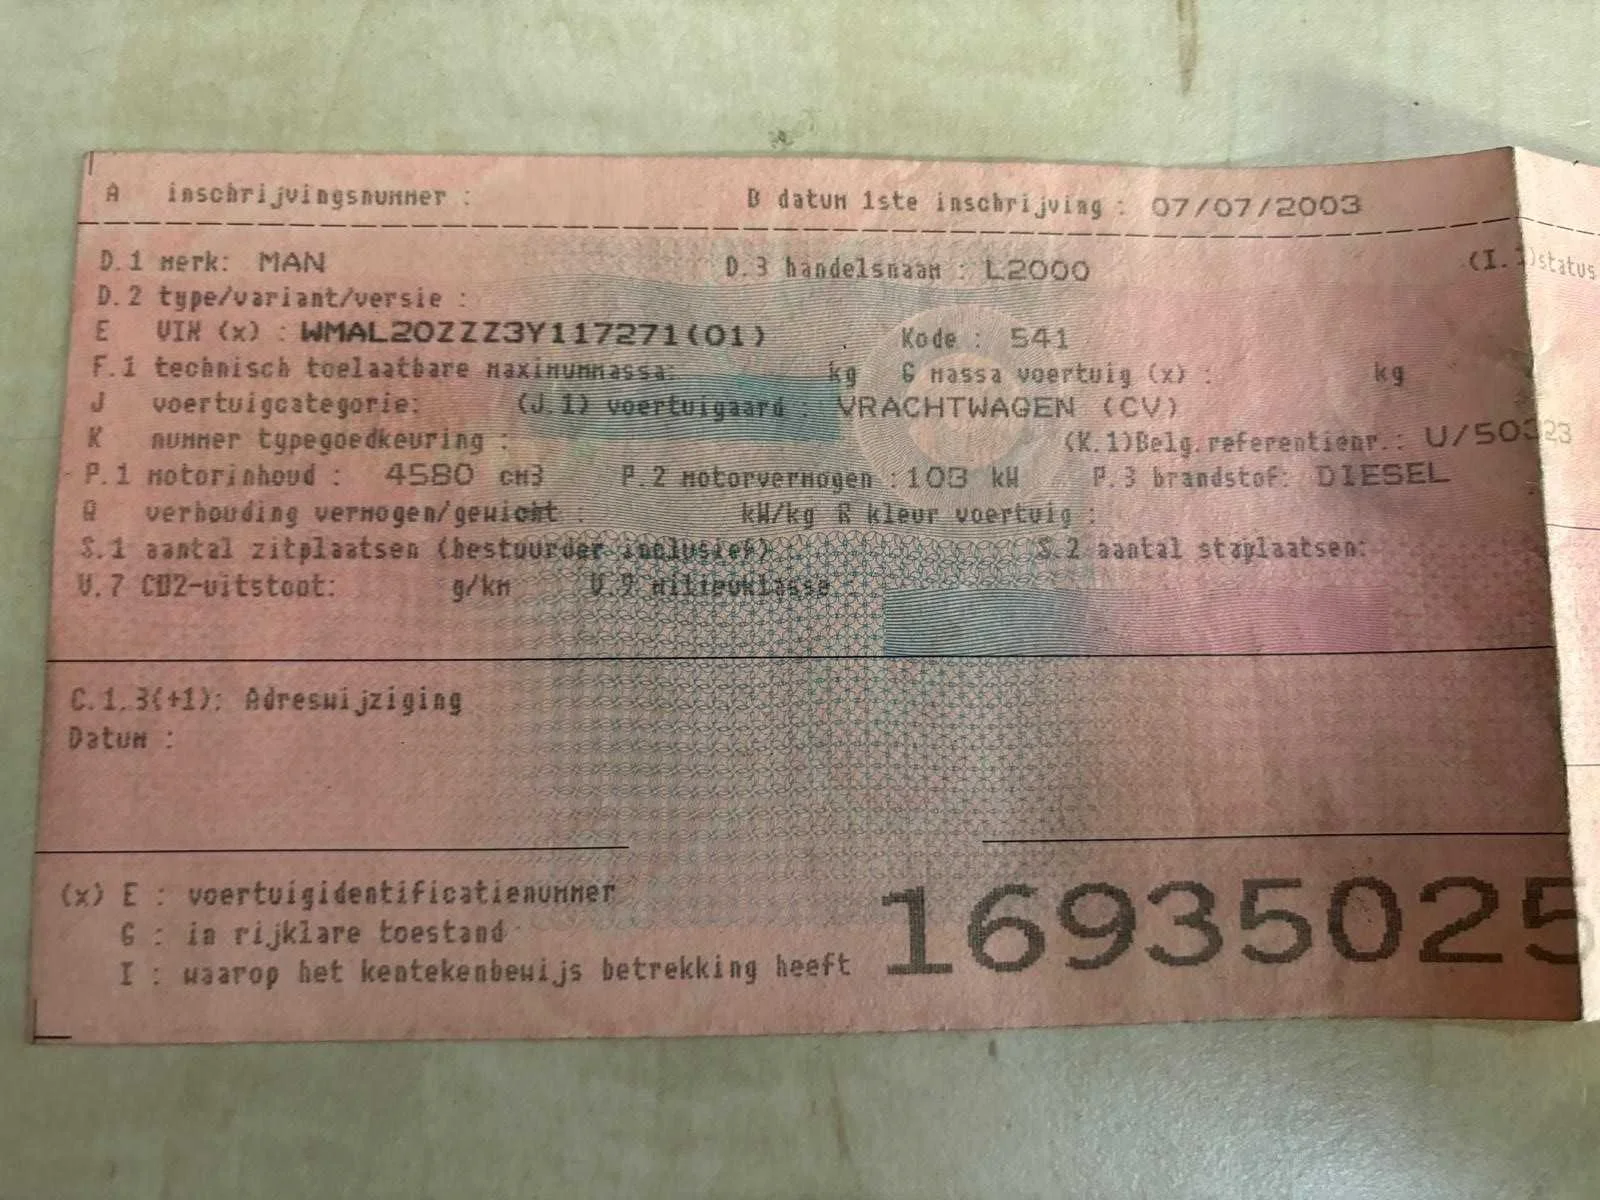 A inschrijvingsnummer : B datum 1ste inschrijving : 07/07/2003
D.1 merk: MAN D.3 handelsnaam : L2000 (I.1)status
D.2 type/variant/versie :
E VIN (x) : WMAL20ZZZ3Y117271(01) Kode : 541
F.1 technisch toelaatbare maximummassa: kg G massa voertuig (x) : kg
J voertuigcategorie: (J.1) voertuigaard : VRACHTWAGEN (CV)
K nummer typegoedkeuring : (K.1)Belg.referentienr.: U/50323
P.1 motorinhoud : 4580 cm3 P.2 motorvermogen : 103 kW P.3 brandstof: DIESEL
Q verhouding vermogen/gewicht : kW/kg R kleur voertuig :
S.1 aantal zitplaatsen (bestuurder inclusief) S.2 aantal staplaatsen:
V.7 CO2-uitstoot: g/km V.9 milieuklasse
C.1.3(+1): Adreswijziging
Datum :
(x) E : voertuigidentificatienummer
G : in rijklare toestand
I : waarop het kentekenbewijs betrekking heeft
16935025